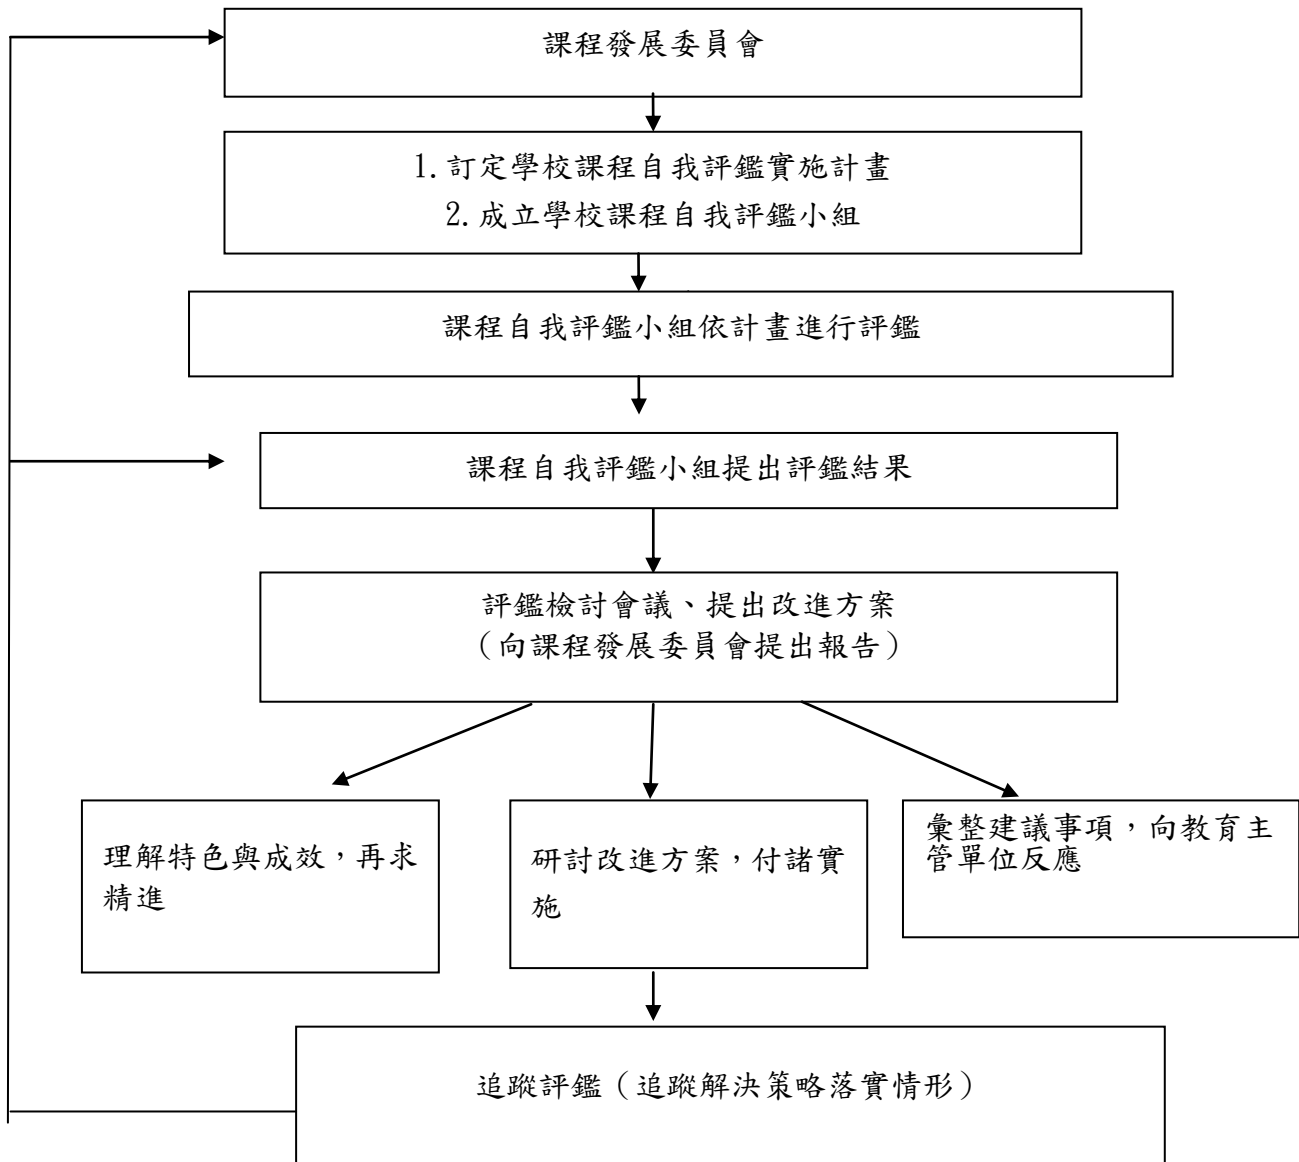 課程發展委員會
1.訂定學校課程自我評鑑實施計畫
2.成立學校課程自我評鑑小組
課程自我評鑑小組依計畫進行評鑑
課程自我評鑑小組提出評鑑結果
評鑑檢討會議、提出改進方案
（向課程發展委員會提出報告）
理解特色與成效，再求
精進
研討改進方案，付諸實
施
彙整建議事項，向教育主
管單位反應
追蹤評鑑（追蹤解決策略落實情形）